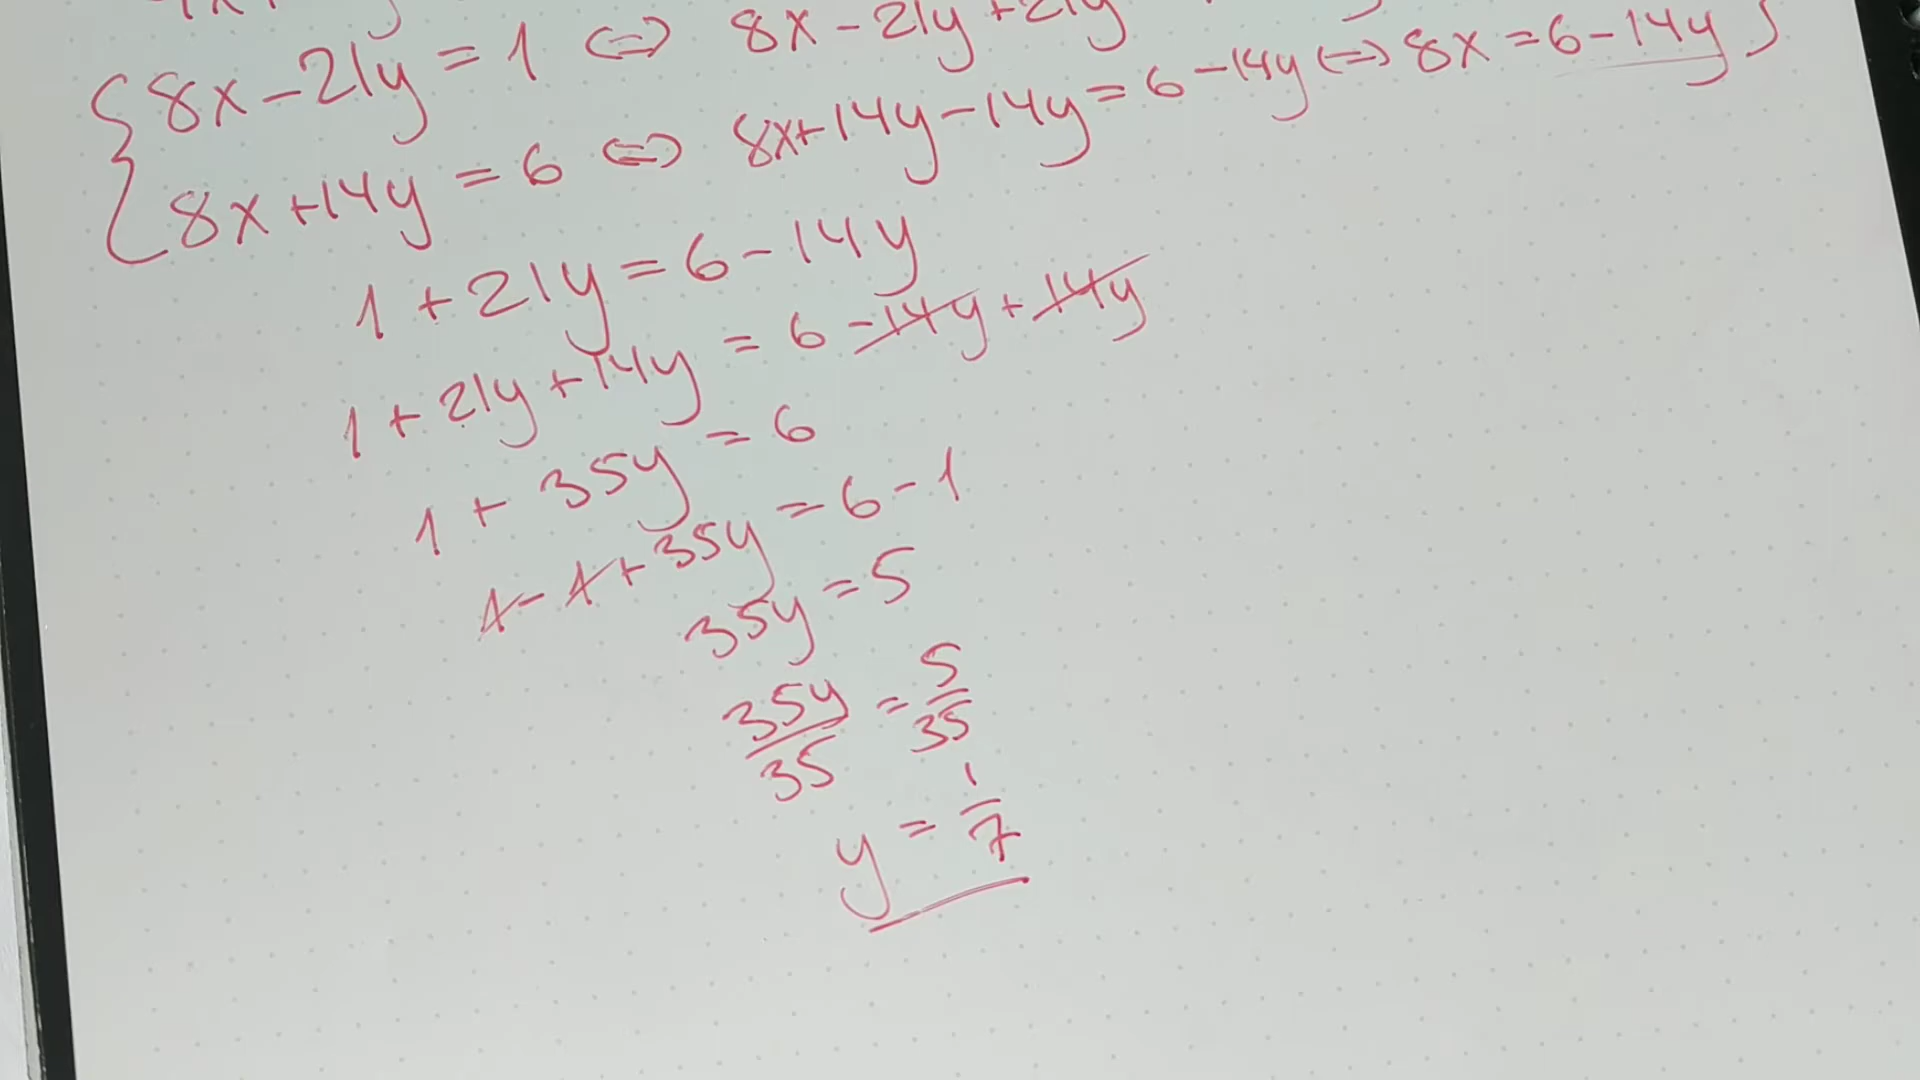 8x - 21y = 1 ⇔ 8x - 21y + 21y
8x + 14y = 6 ⇔ 8x + 14y - 14y = 6 - 14y ⇔ 8x = 6 - 14y
1 + 21y = 6 - 14y
1 + 21y + 14y = 6 - 14y + 14y
1 + 35y = 6
1 - 1 + 35y = 6 - 1
35y = 5
35y/35 = 5/35
y = 1/7